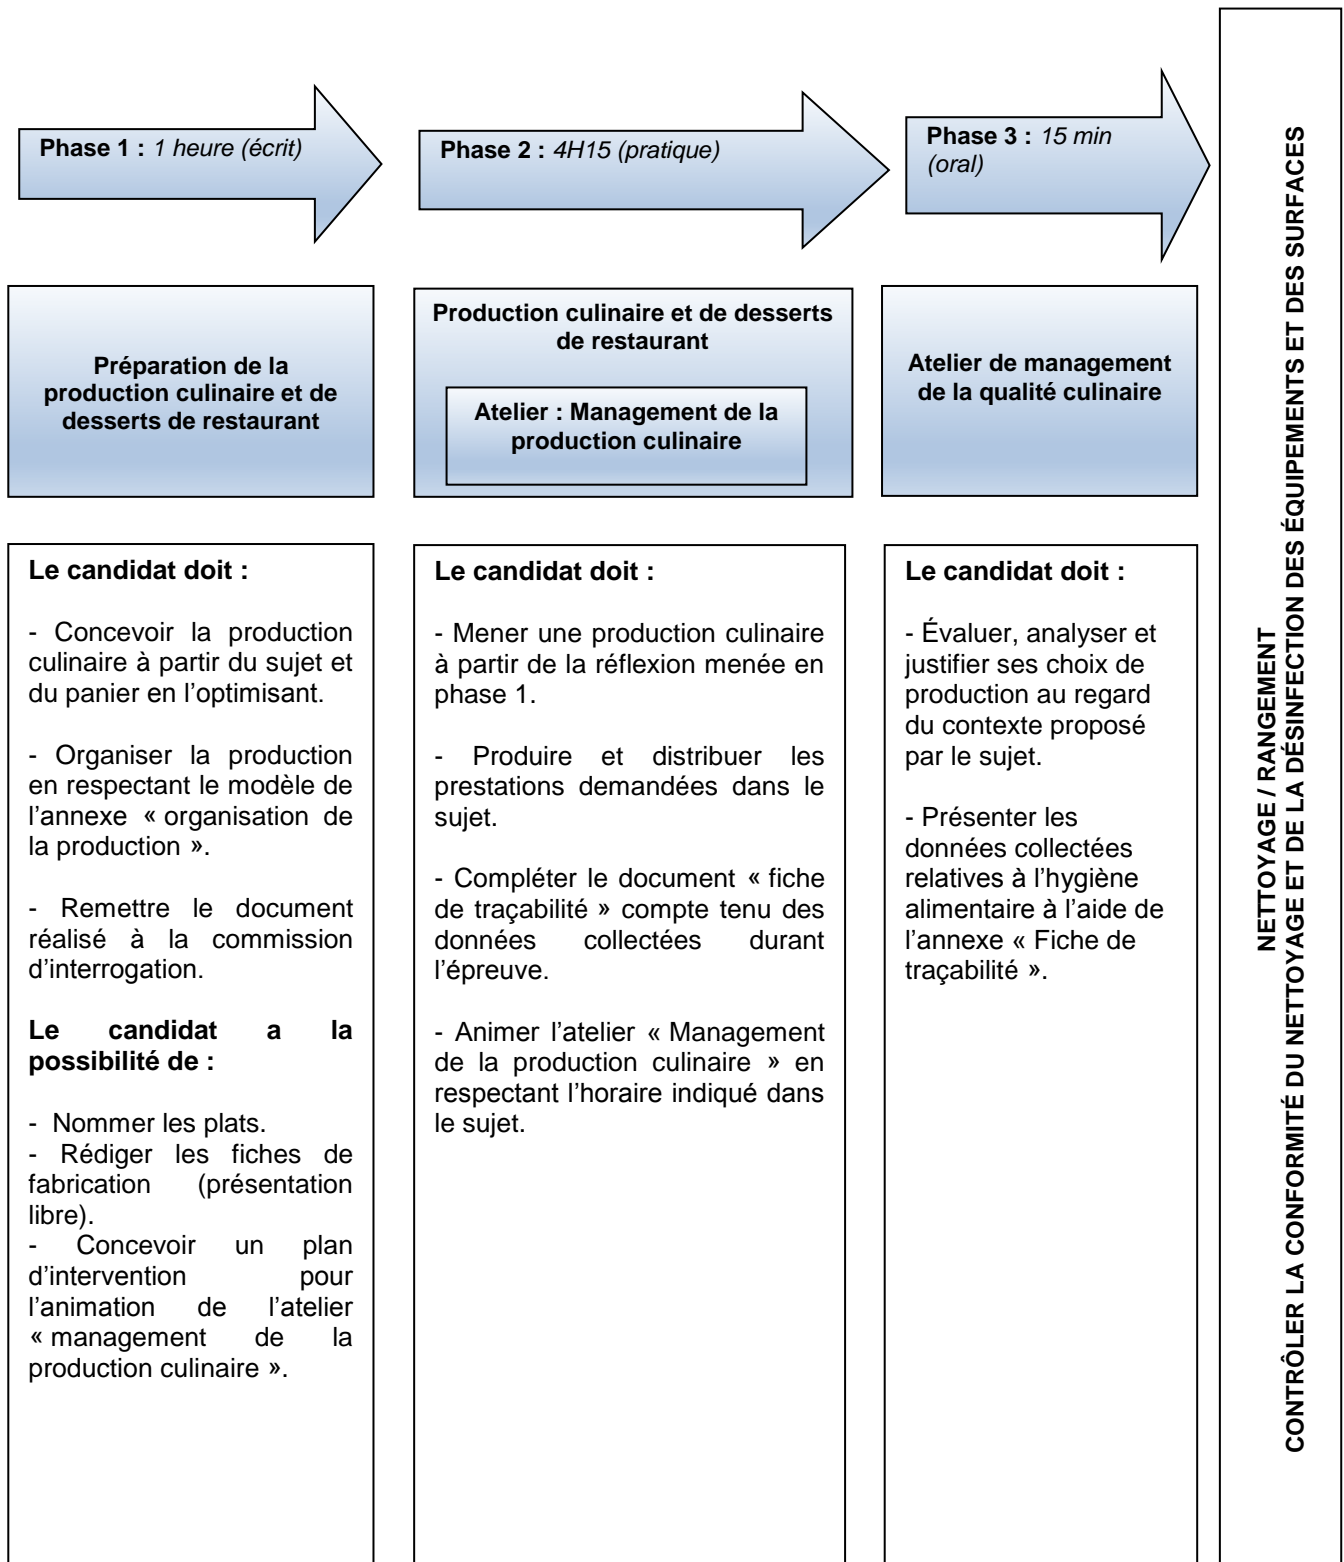 Phase 1 : 1 heure (écrit)
Phase 2 : 4H15 (pratique)
Phase 3 : 15 min
(oral)
Préparation de la
production culinaire et de
desserts de restaurant
Production culinaire et de desserts
de restaurant
Atelier : Management de la
production culinaire
Atelier de management
de la qualité culinaire
Le candidat doit :
- Concevoir la production
culinaire à partir du sujet et
du panier en l’optimisant.
- Organiser la production
en respectant le modèle de
l’annexe « organisation de
la production ».
- Remettre le document
réalisé à la commission
d’interrogation.
Le candidat a la
possibilité de :
- Nommer les plats.
- Rédiger les fiches de
fabrication (présentation
libre).
- Concevoir un plan
d’intervention pour
l’animation de l’atelier
« management de la
production culinaire ».
Le candidat doit :
- Mener une production culinaire
à partir de la réflexion menée en
phase 1.
- Produire et distribuer les
prestations demandées dans le
sujet.
- Compléter le document « fiche
de traçabilité » compte tenu des
données collectées durant
l’épreuve.
- Animer l’atelier « Management
de la production culinaire » en
respectant l’horaire indiqué dans
le sujet.
Le candidat doit :
- Évaluer, analyser et
justifier ses choix de
production au regard
du contexte proposé
par le sujet.
- Présenter les
données collectées
relatives à l’hygiène
alimentaire à l’aide de
l’annexe « Fiche de
traçabilité ».
NETTOYAGE / RANGEMENT
CONTRÔLER LA CONFORMITÉ DU NETTOYAGE ET DE LA DÉSINFECTION DES ÉQUIPEMENTS ET DES SURFACES